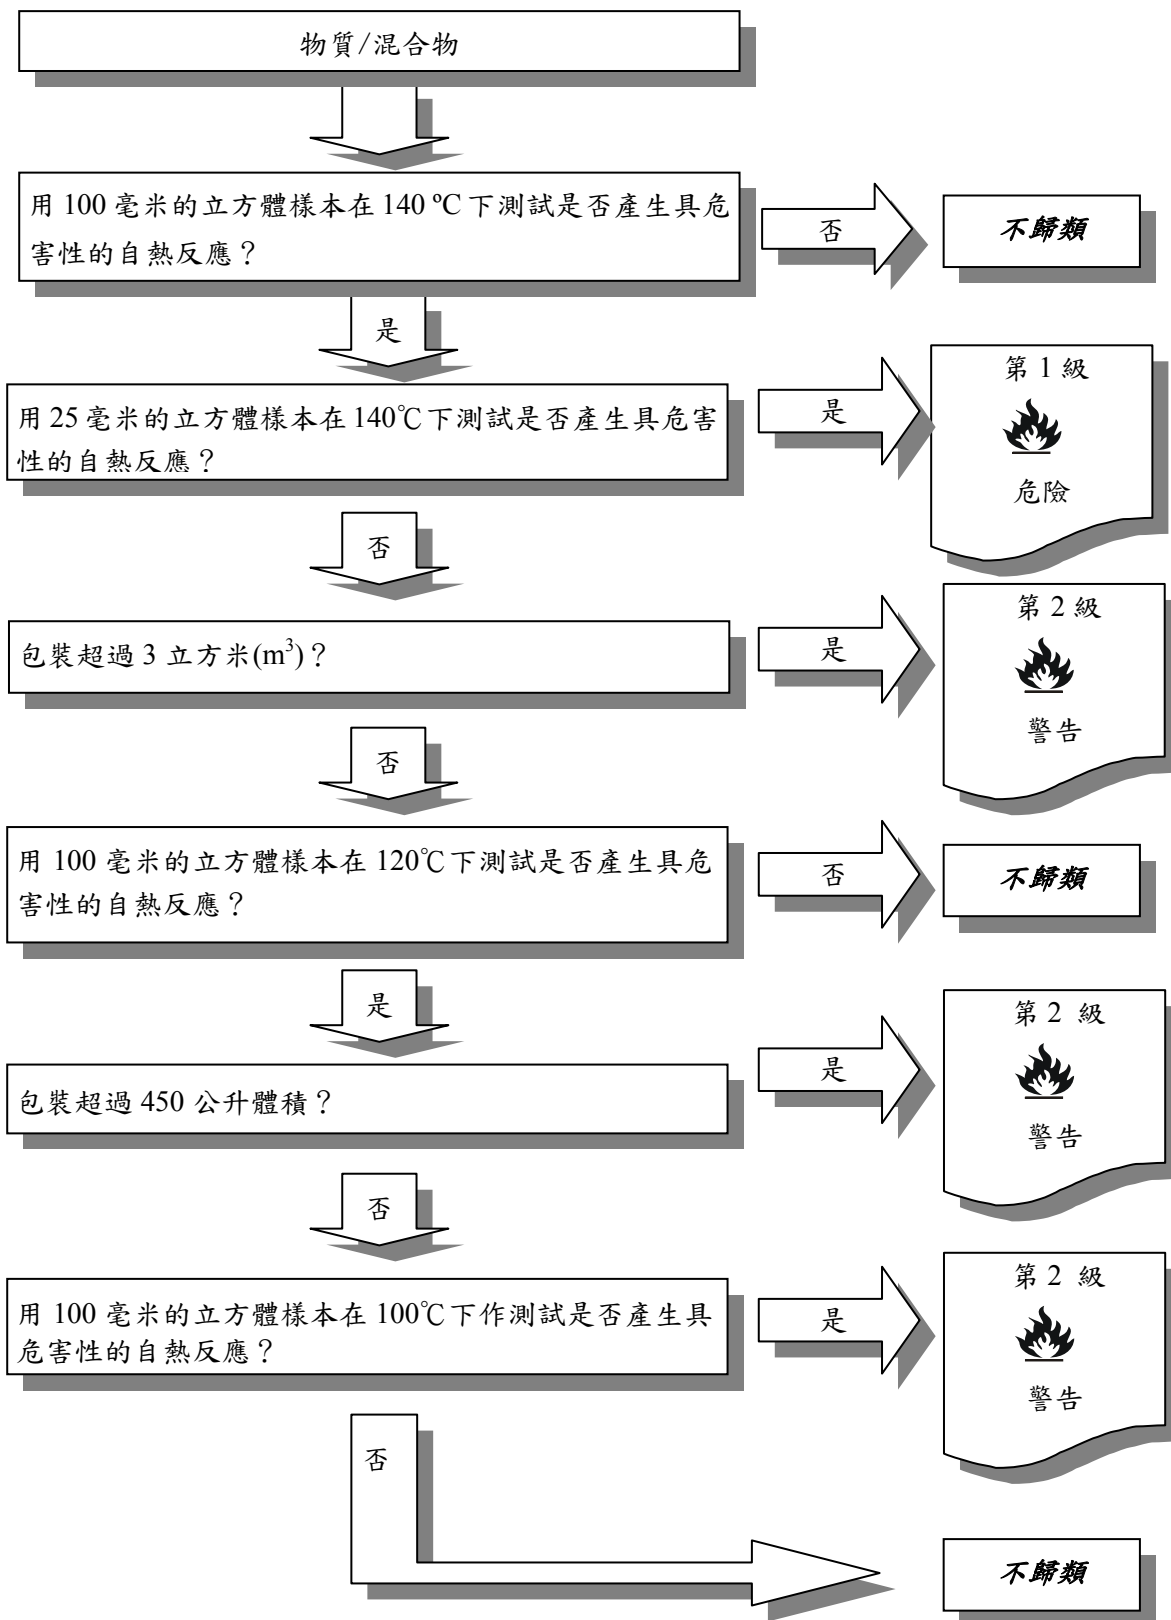 物質/混合物
用 100 毫米的立方體樣本在 140 ºC 下測試是否產生具危
害性的自熱反應？
否
不歸類
是
用 25 毫米的立方體樣本在 140℃下測試是否產生具危害
性的自熱反應？
是
第 1 級
危險
否
包裝超過 3 立方米(m³)？
是
第 2 級
警告
否
用 100 毫米的立方體樣本在 120℃下測試是否產生具危
害性的自熱反應？
否
不歸類
是
包裝超過 450 公升體積？
是
第 2 級
警告
否
用 100 毫米的立方體樣本在 100℃下作測試是否產生具
危害性的自熱反應？
是
第 2 級
警告
否
不歸類